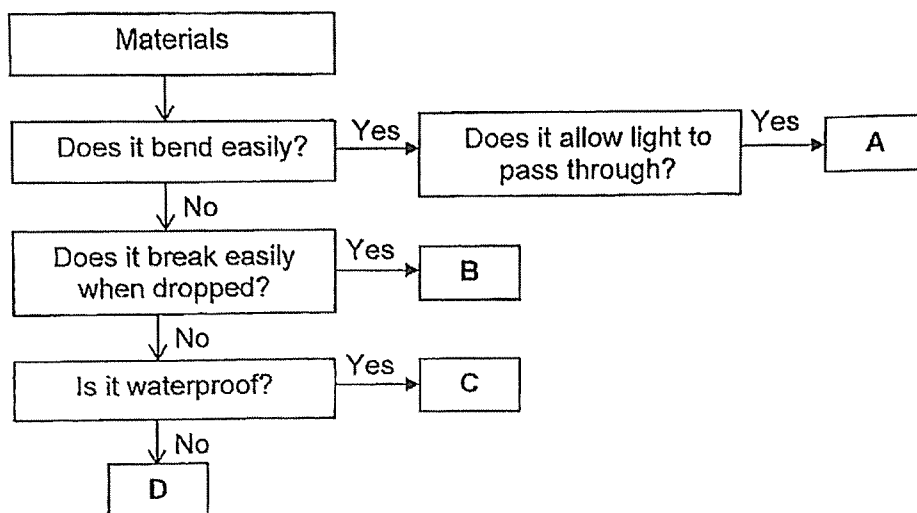 Materials
Does it bend easily?
Yes
Does it allow light to
pass through?
Yes
A
No
Does it break easily
when dropped?
Yes
B
No
Is it waterproof?
Yes
C
No
D